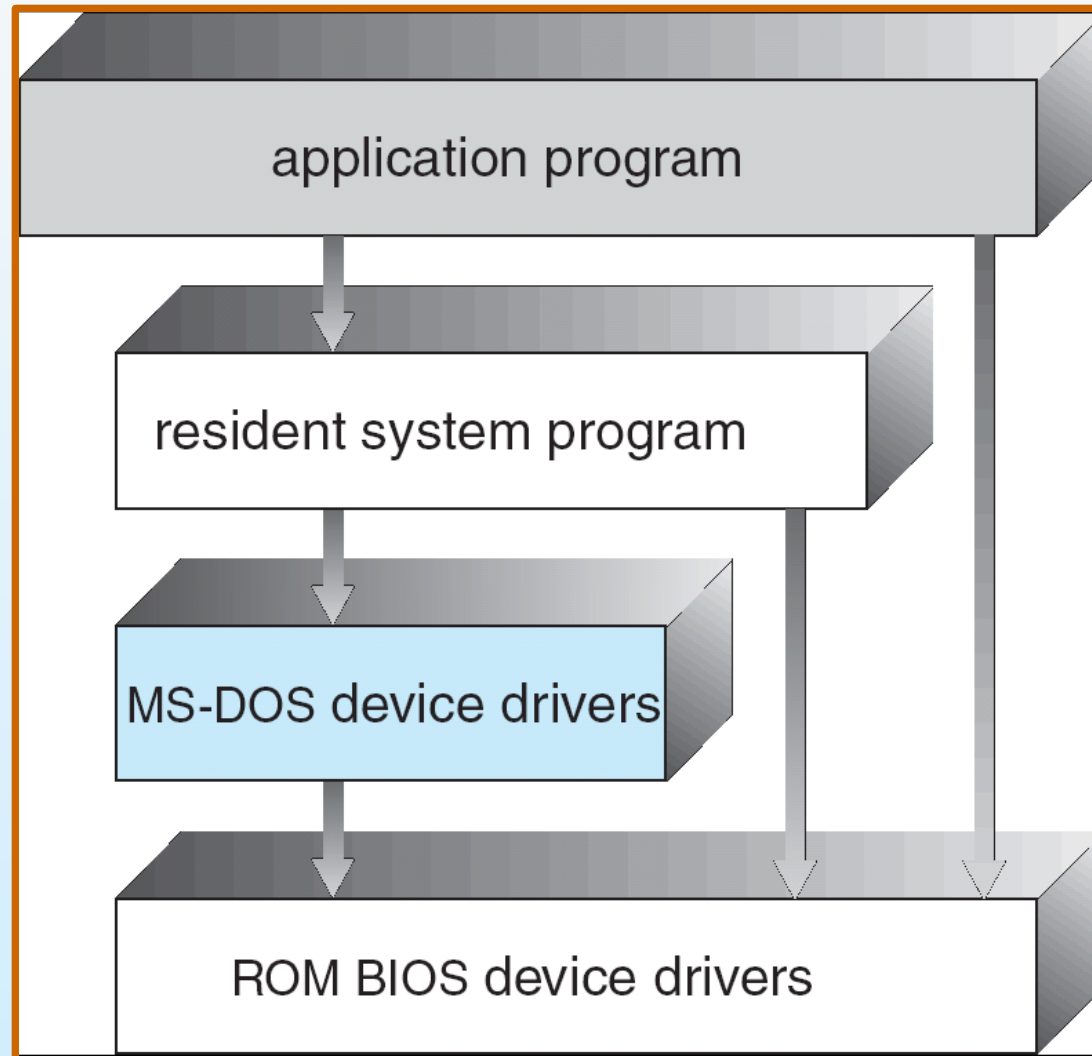 application program
resident system program
MS-DOS device drivers
ROM BIOS device drivers